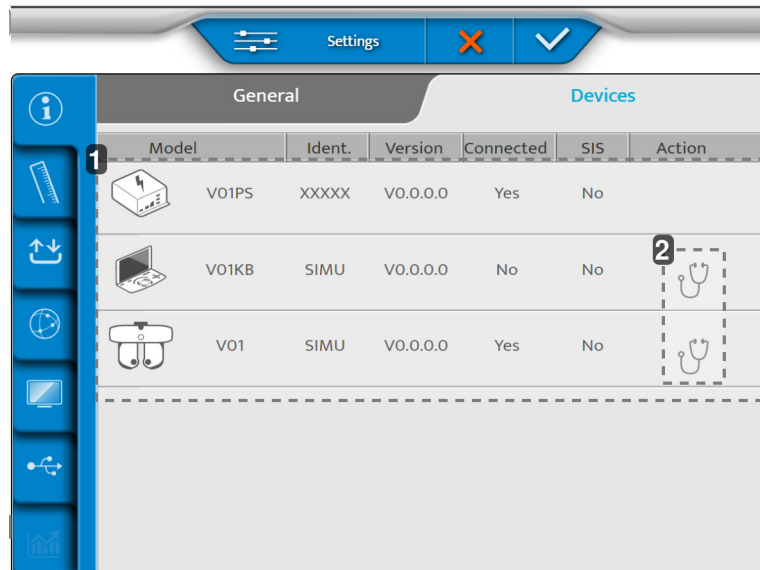 Settings
General Devices
Model Ident. Version Connected SIS Action
1
V01PS XXXXX V0.0.0.0 Yes No
2
V01KB SIMU V0.0.0.0 No No
V01 SIMU V0.0.0.0 Yes No